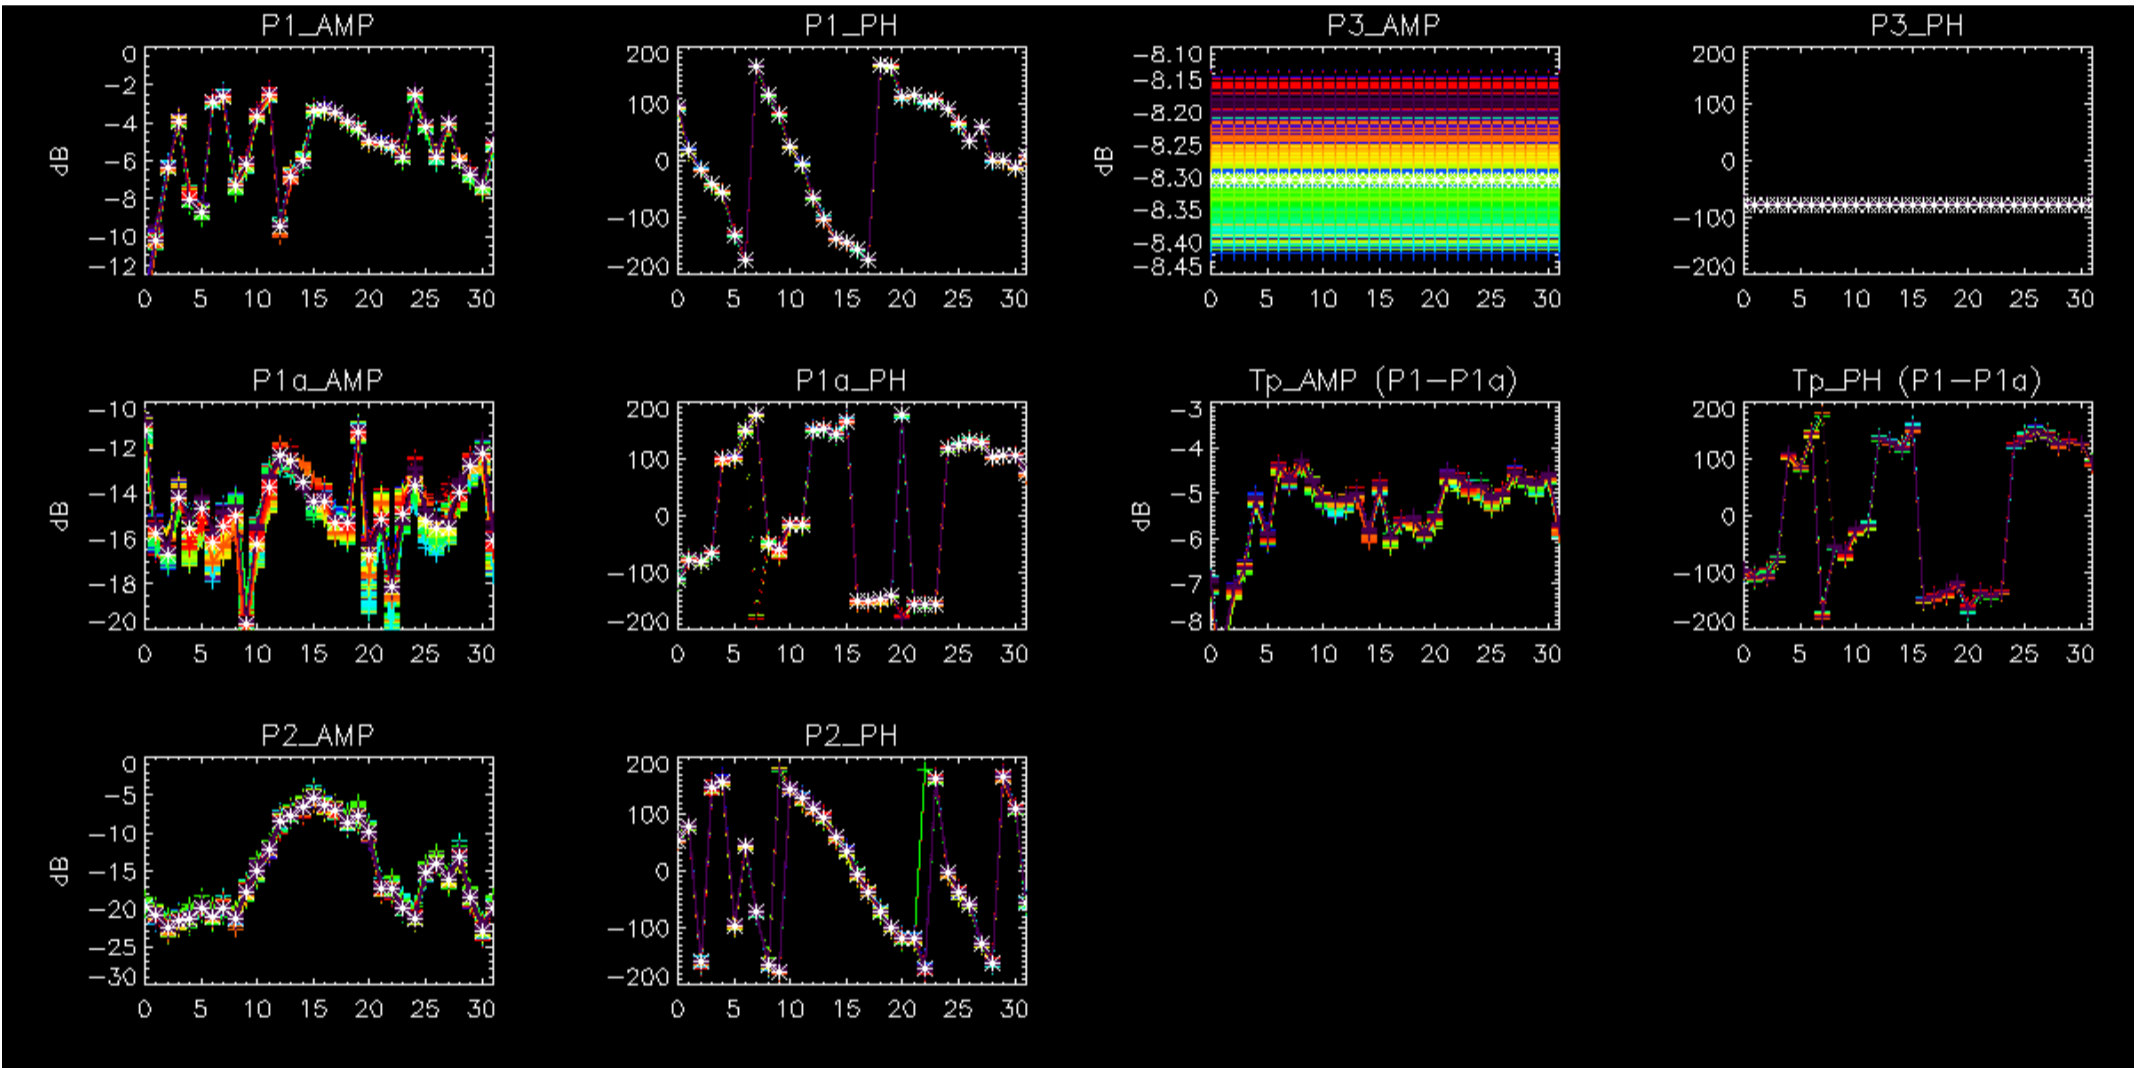 P1_AMP
P1_PH
P3_AMP
P3_PH
dB
0
-2
-4
-6
-8
-10
-12
0 5 10 15 20 25 30
200
100
0
-100
-200
0 5 10 15 20 25 30
dB
-8.10
-8.15
-8.20
-8.25
-8.30
-8.35
-8.40
-8.45
0 5 10 15 20 25 30
200
100
0
-100
-200
0 5 10 15 20 25 30
P1a_AMP
P1a_PH
Tp_AMP (P1-P1a)
Tp_PH (P1-P1a)
dB
-10
-12
-14
-16
-18
-20
0 5 10 15 20 25 30
200
100
0
-100
-200
0 5 10 15 20 25 30
dB
-3
-4
-5
-6
-7
-8
0 5 10 15 20 25 30
200
100
0
-100
-200
0 5 10 15 20 25 30
P2_AMP
P2_PH
dB
0
-5
-10
-15
-20
-25
-30
0 5 10 15 20 25 30
200
100
0
-100
-200
0 5 10 15 20 25 30